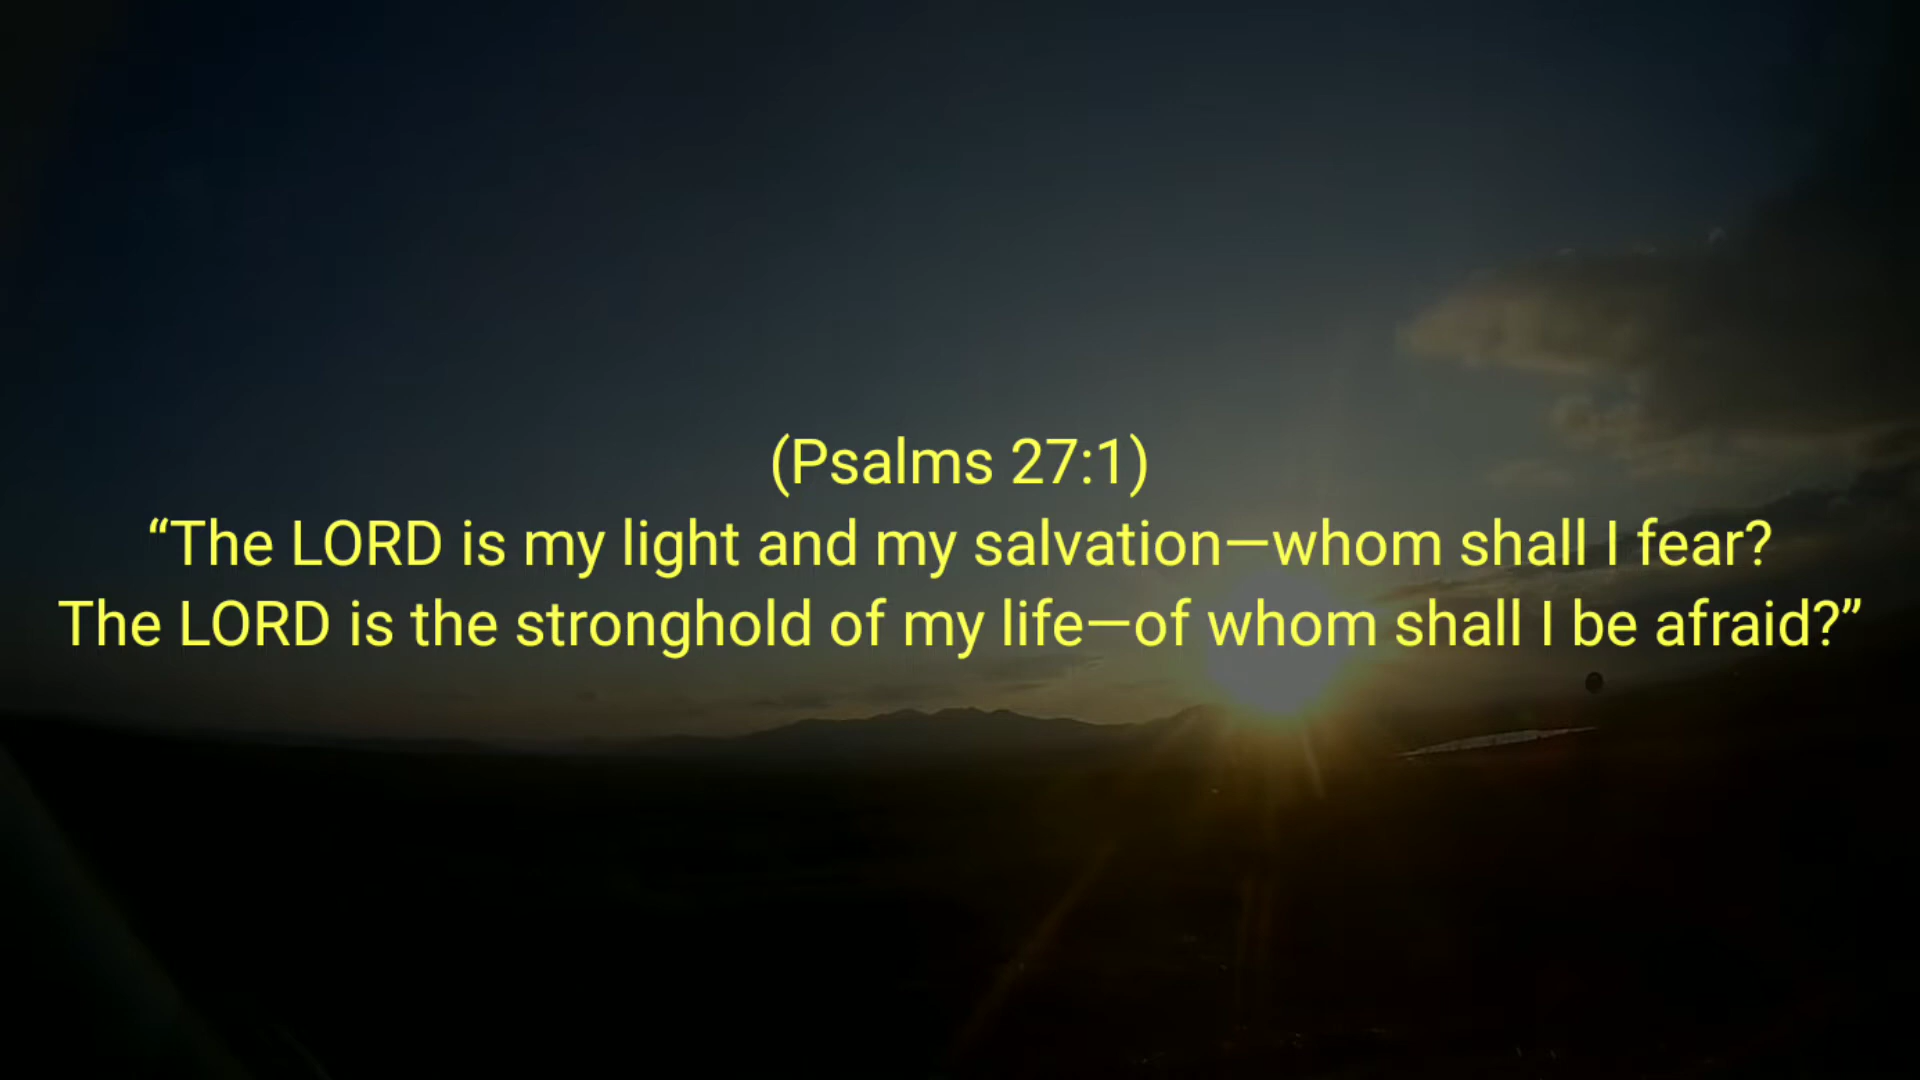 (Psalms 27:1)
“The LORD is my light and my salvation—whom shall I fear?
The LORD is the stronghold of my life—of whom shall I be afraid?”